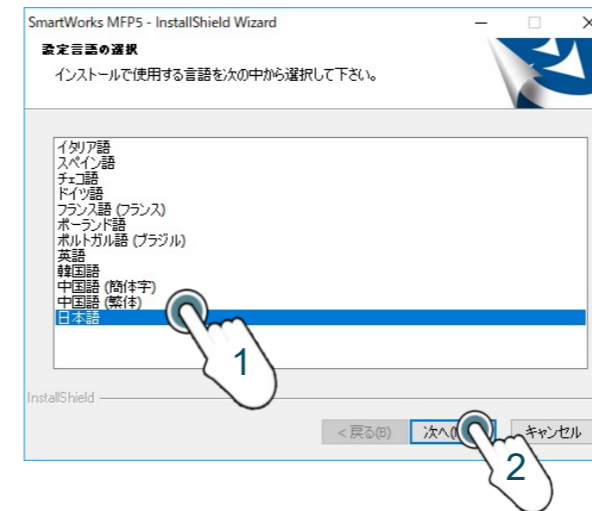 SmartWorks MFP5 - InstallShield Wizard
設定言語の選択
インストールで使用する言語を次の中から選択して下さい。
イタリア語
スペイン語
チェコ語
ドイツ語
フランス語 (フランス)
ポーランド語
ポルトガル語 (ブラジル)
英語
韓国語
中国語 (簡体字)
中国語 (繁体)
日本語
1
InstallShield
< 戻る(B)
次へ(
キャンセル
2